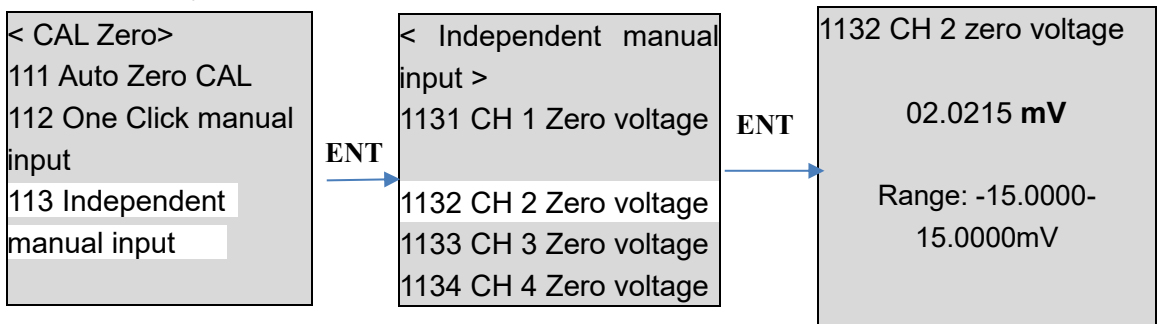 < CAL Zero>
111 Auto Zero CAL
112 One Click manual
input
113 Independent
manual input
ENT
< Independent manual
input >
1131 CH 1 Zero voltage
1132 CH 2 Zero voltage
1133 CH 3 Zero voltage
1134 CH 4 Zero voltage
ENT
1132 CH 2 zero voltage
02.0215 mV
Range: -15.0000-
15.0000mV